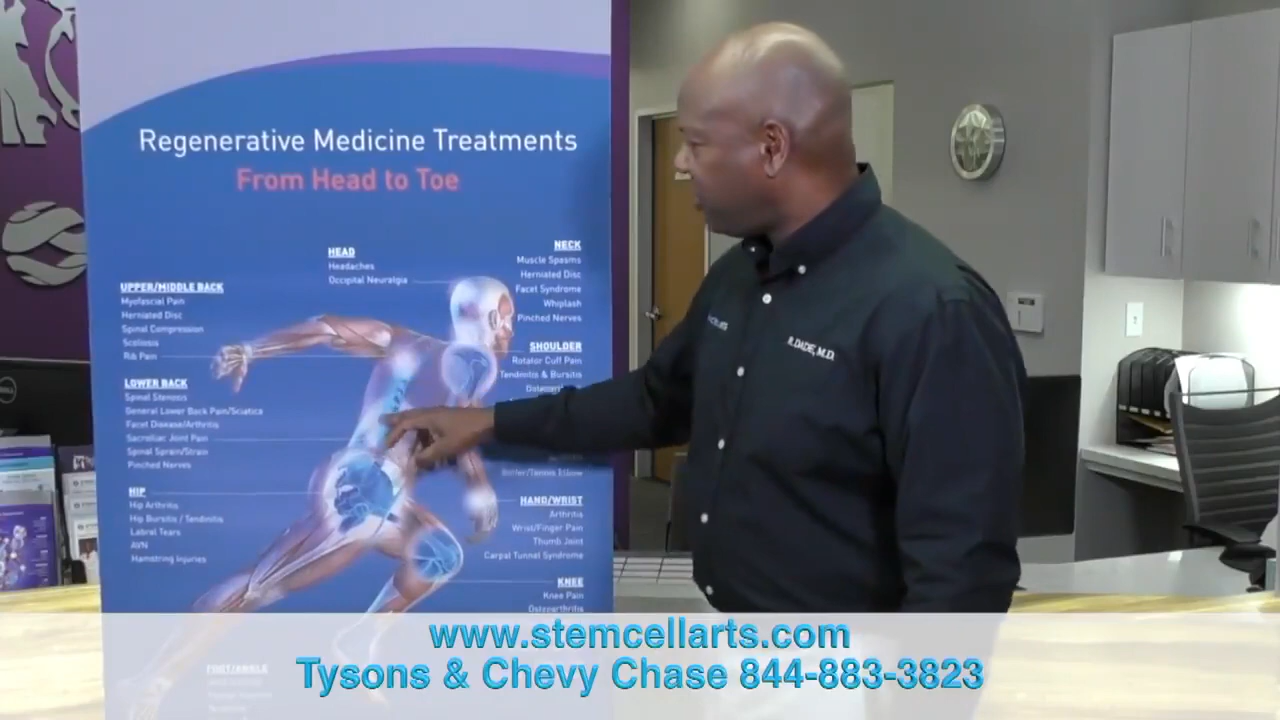 Regenerative Medicine Treatments
From Head to Toe
HEAD
Headaches
Occipital Neuralgia
NECK
Muscle Spasms
Herniated Disc
Facet Syndrome
Whiplash
Pinched Nerves
UPPER/MIDDLE BACK
Myofascial Pain
Herniated Disc
Spinal Compression
Scoliosis
Rib Pain
SHOULDER
Rotator Cuff Pain
Tendinitis & Bursitis
LOWER BACK
Spinal Stenosis
General Lower Back Pain/Sciatica
Facet Disease/Arthritis
Sacroiliac Joint Pain
Spinal Sprain/Strain
Pinched Nerves
HIP
Hip Arthritis
Hip Bursitis / Tendinitis
Labral Tears
AVN
Hamstring Injuries
HAND/WRIST
Arthritis
Wrist/Finger Pain
Thumb Joint
Carpal Tunnel Syndrome
KNEE
Knee Pain
Osteoarthritis
FOOT/ANKLE
R.DADE, M.D.
DELL
www.stemcellarts.com
Tysons & Chevy Chase 844-883-3823